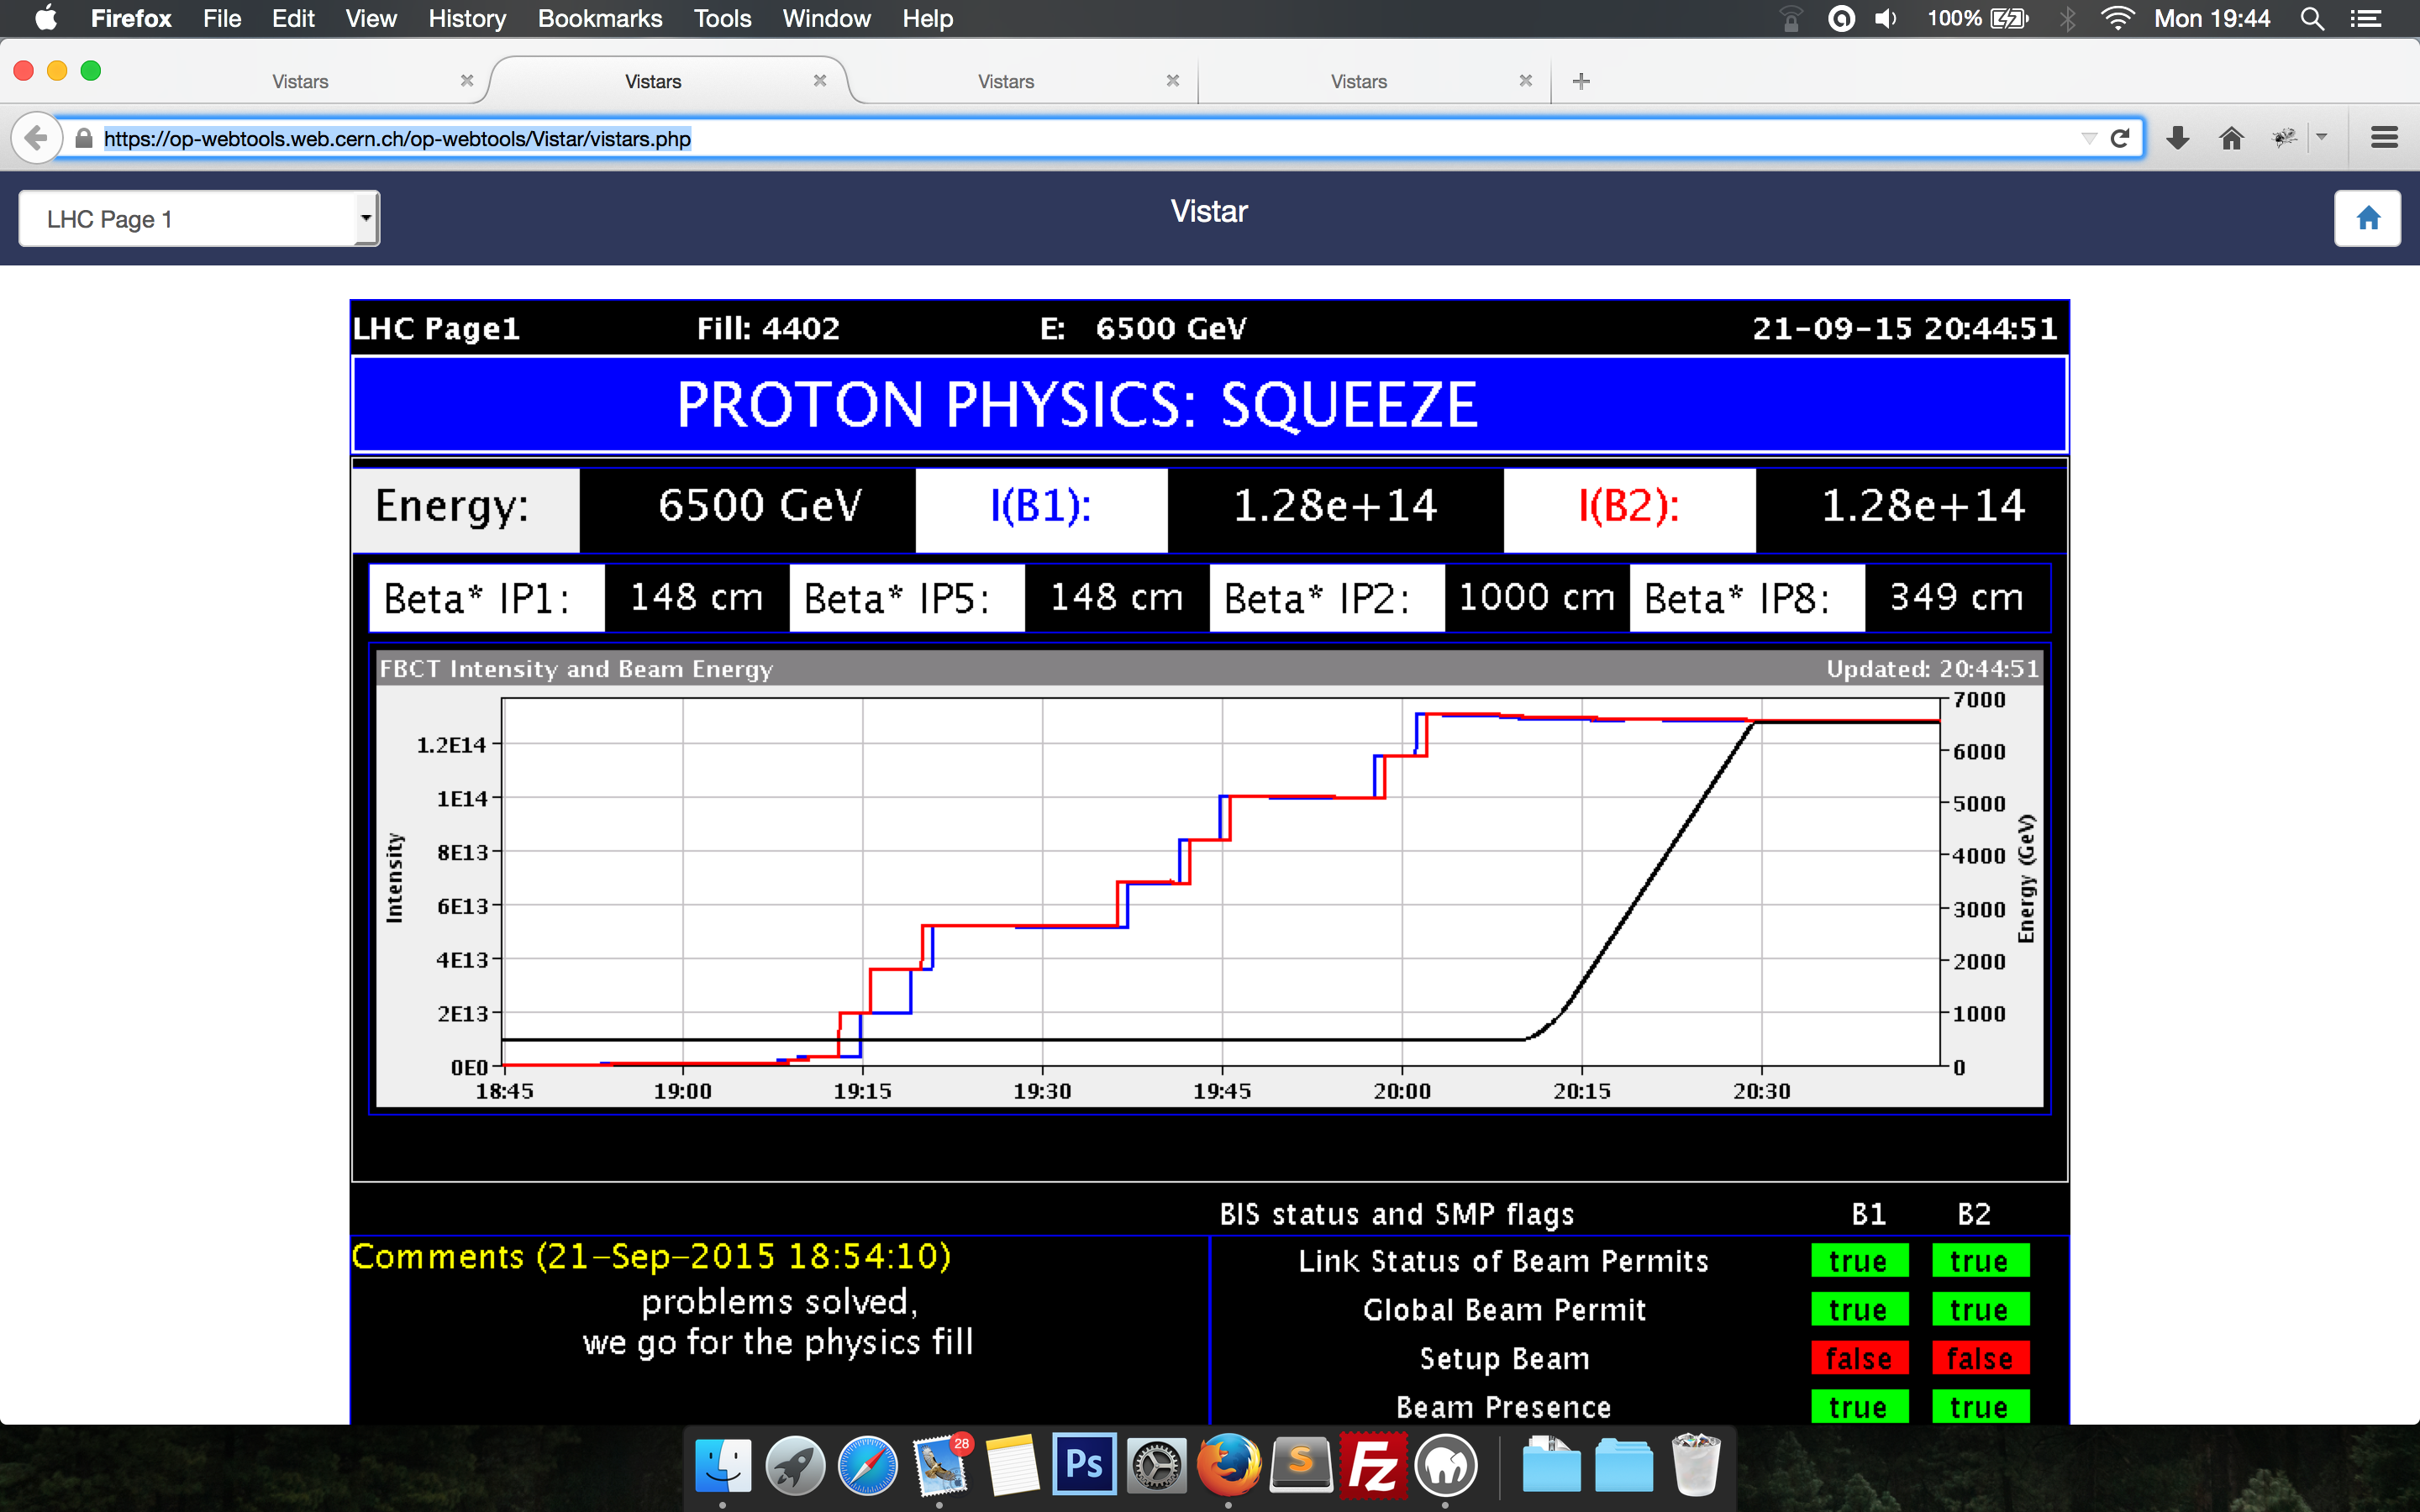 Firefox File Edit View History Bookmarks Tools Window Help 100% Mon 19:44
Vistars Vistars Vistars Vistars
https://op-webtools.web.cern.ch/op-webtools/Vistar/vistars.php
LHC Page 1 Vistar
LHC Page1 Fill: 4402 E: 6500 GeV 21-09-15 20:44:51
PROTON PHYSICS: SQUEEZE
Energy: 6500 GeV I(B1): 1.28e+14 I(B2): 1.28e+14
Beta* IP1: 148 cm Beta* IP5: 148 cm Beta* IP2: 1000 cm Beta* IP8: 349 cm
FBCT Intensity and Beam Energy Updated: 20:44:51
7000
1.2E14 6000
1E14 5000
8E13 4000
6E13 3000
4E13 2000
2E13 1000
0E0 0
Intensity
Energy (GeV)
18:45 19:00 19:15 19:30 19:45 20:00 20:15 20:30
BIS status and SMP flags B1 B2
Comments (21-Sep-2015 18:54:10)
problems solved,
we go for the physics fill
Link Status of Beam Permits true true
Global Beam Permit true true
Setup Beam false false
Beam Presence true true
28
Ps
S
Fz